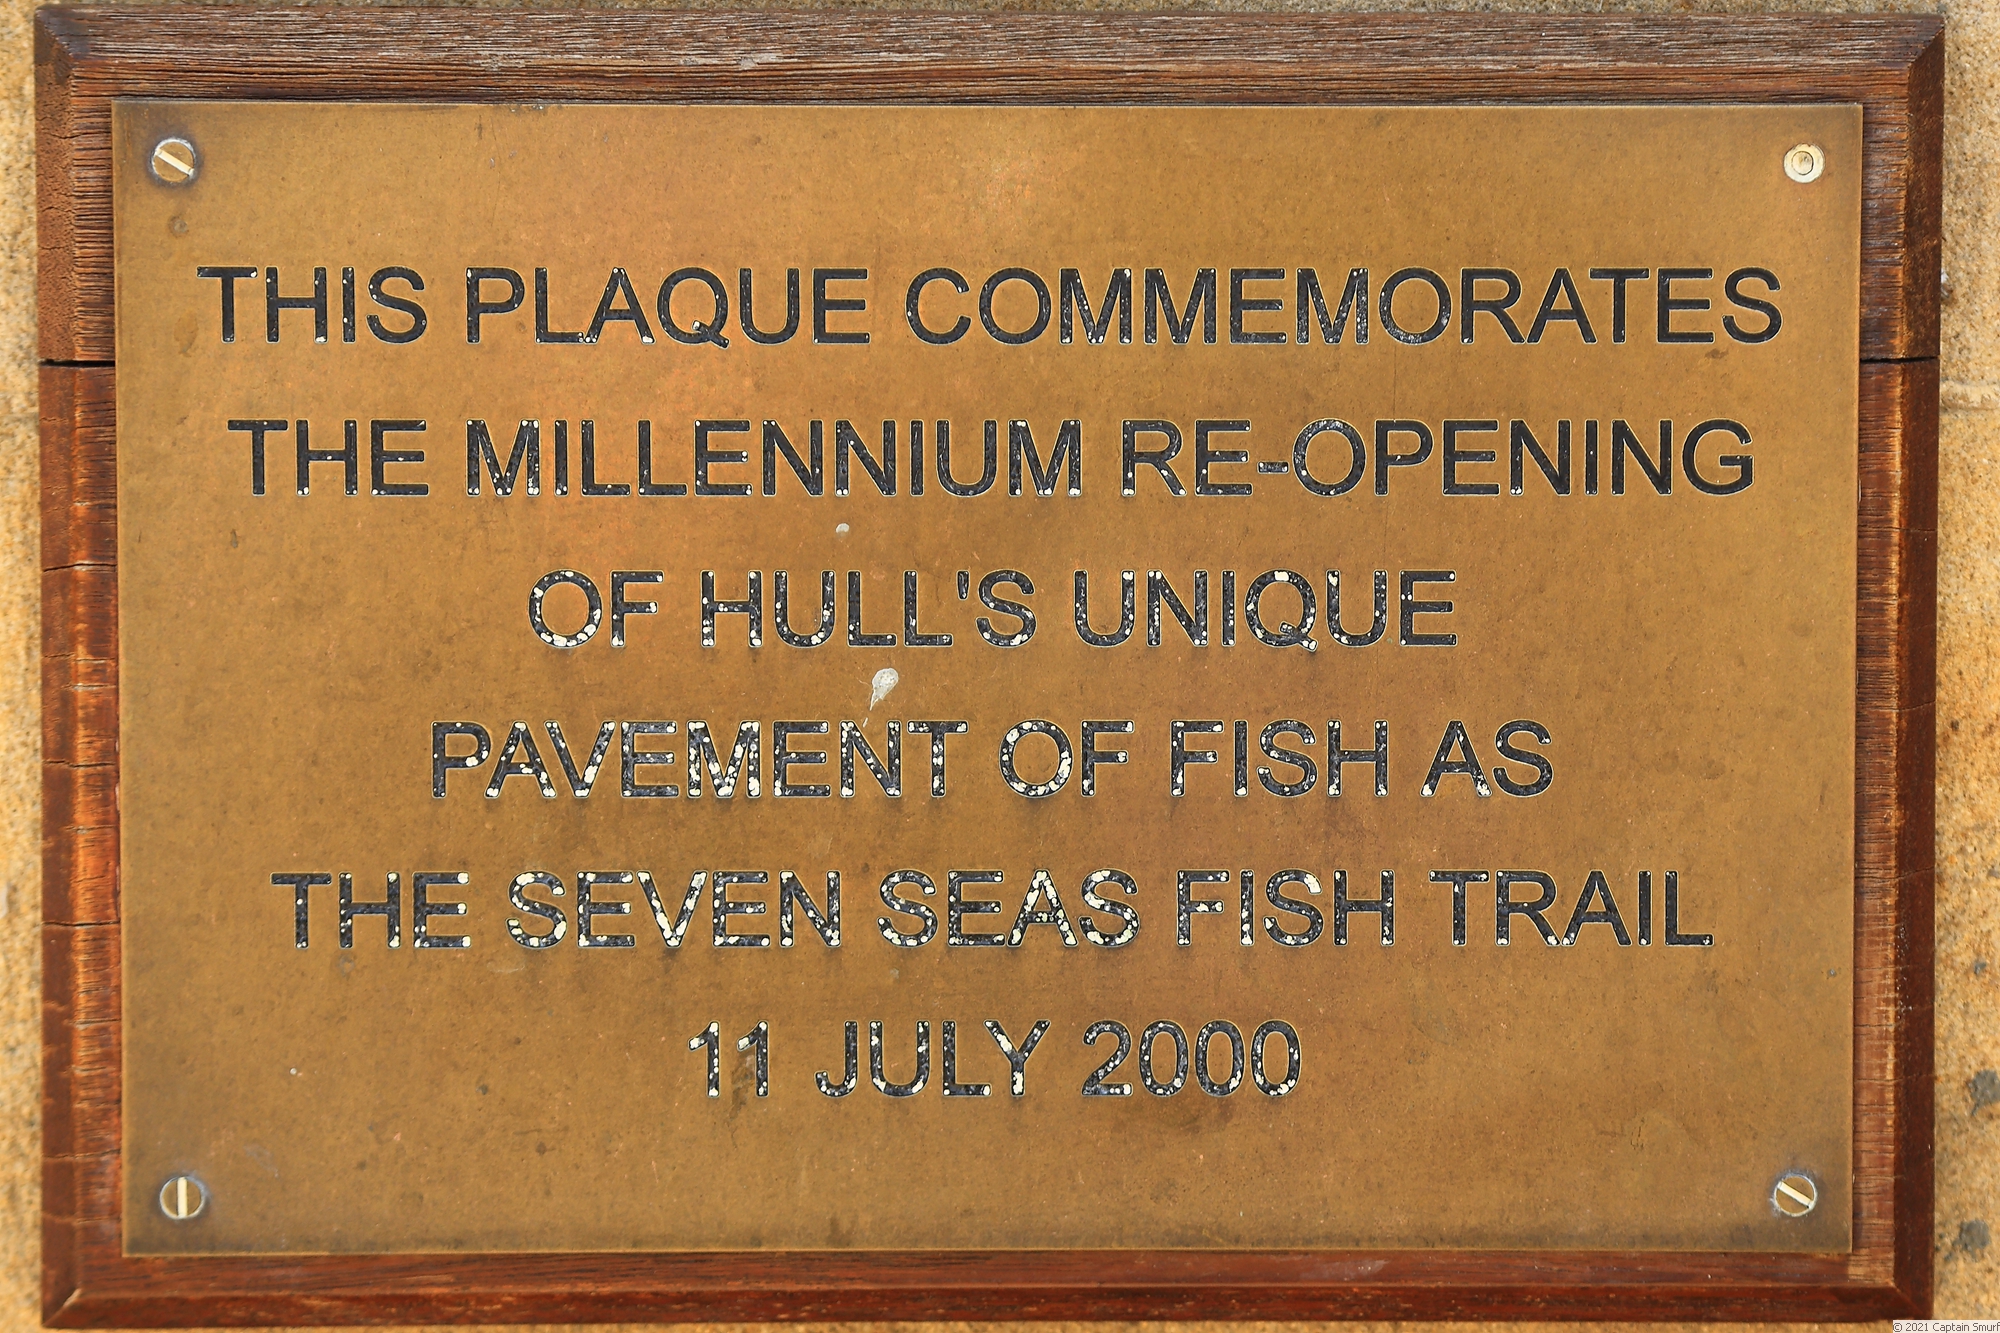 THIS PLAQUE COMMEMORATES
THE MILLENNIUM RE-OPENING
OF HULL'S UNIQUE
PAVEMENT OF FISH AS
THE SEVEN SEAS FISH TRAIL
11 JULY 2000
© 2021 Captain Smurf